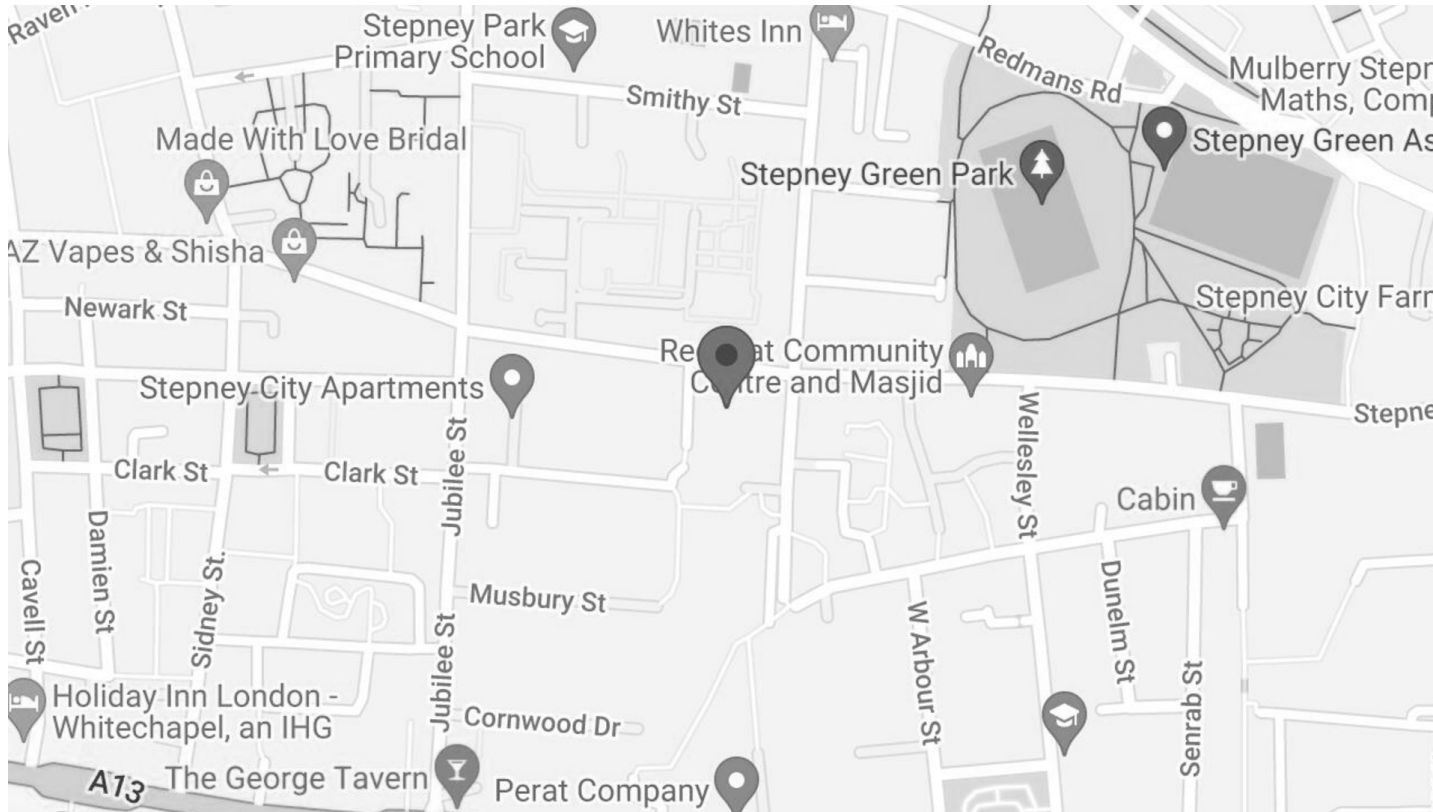 Raven
Stepney Park
Primary School
Whites Inn
Redmans Rd
Mulberry Stepn
Maths, Comp
Smithy St
Made With Love Bridal
Stepney Green As
Stepney Green Park
AZ Vapes & Shisha
Newark St
Stepney City Farm
Community
Centre and Masjid
Stepney City Apartments
Stepne
Jubilee St
Wellesley St
Clark St
Clark St
Cabin
Damien St
Cavell St
Sidney St.
Musbury St
Dunelm St
W Arbour St
Jubilee St
Senrab St
Holiday Inn London -
Whitechapel, an IHG
Cornwood Dr
A13
The George Tavern
Perat Company